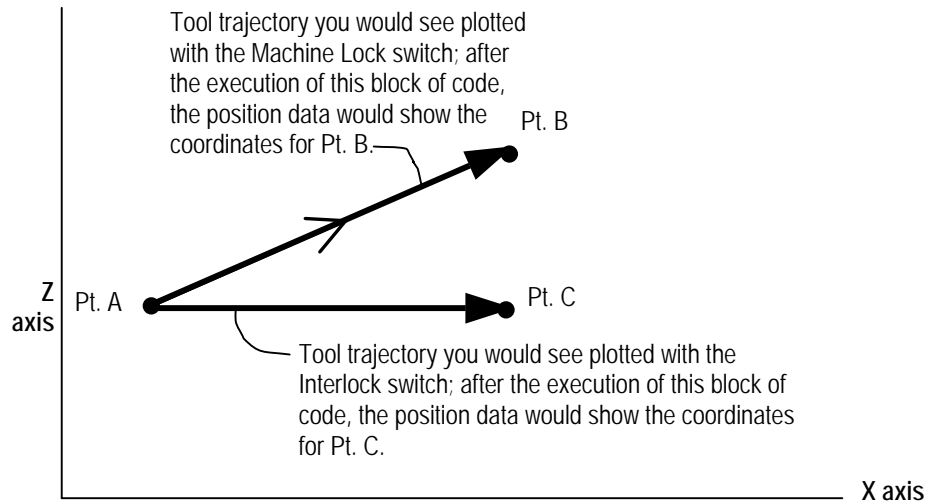 Tool trajectory you would see plotted
with the Machine Lock switch; after
the execution of this block of code,
the position data would show the
coordinates for Pt. B.
Pt. B
Z
axis
Pt. A
Pt. C
Tool trajectory you would see plotted with the
Interlock switch; after the execution of this block of
code, the position data would show the coordinates
for Pt. C.
X axis